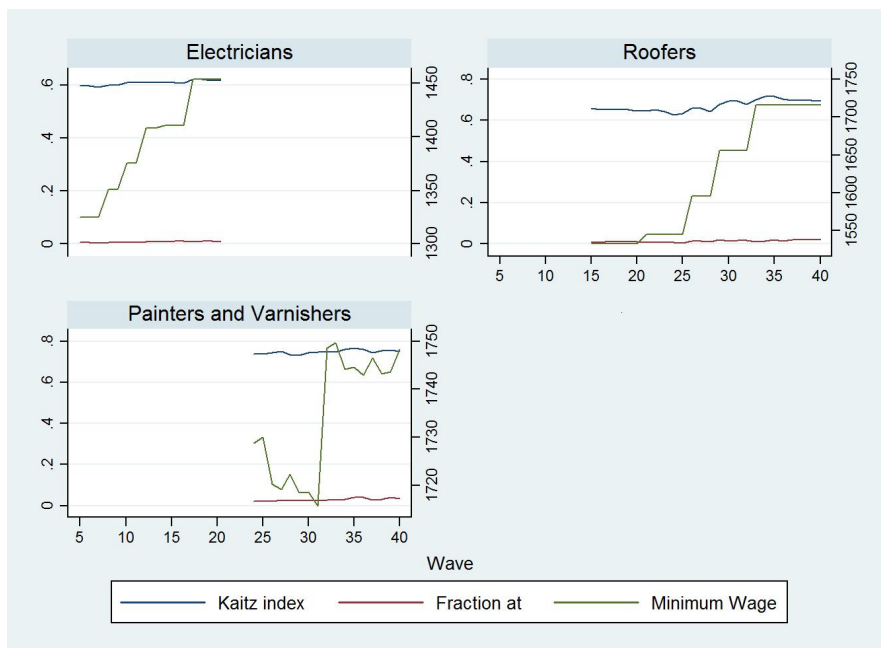 Electricians
0 .2 .4 .6
1300 1350 1400 1450
Roofers
0 .2 .4 .6 .8
1550 1600 1650 1700 1750
5 10 15 20 25 30 35 40
Painters and Varnishers
0 .2 .4 .6 .8
1720 1730 1740 1750
5 10 15 20 25 30 35 40
Wave
Kaitz index Fraction at Minimum Wage